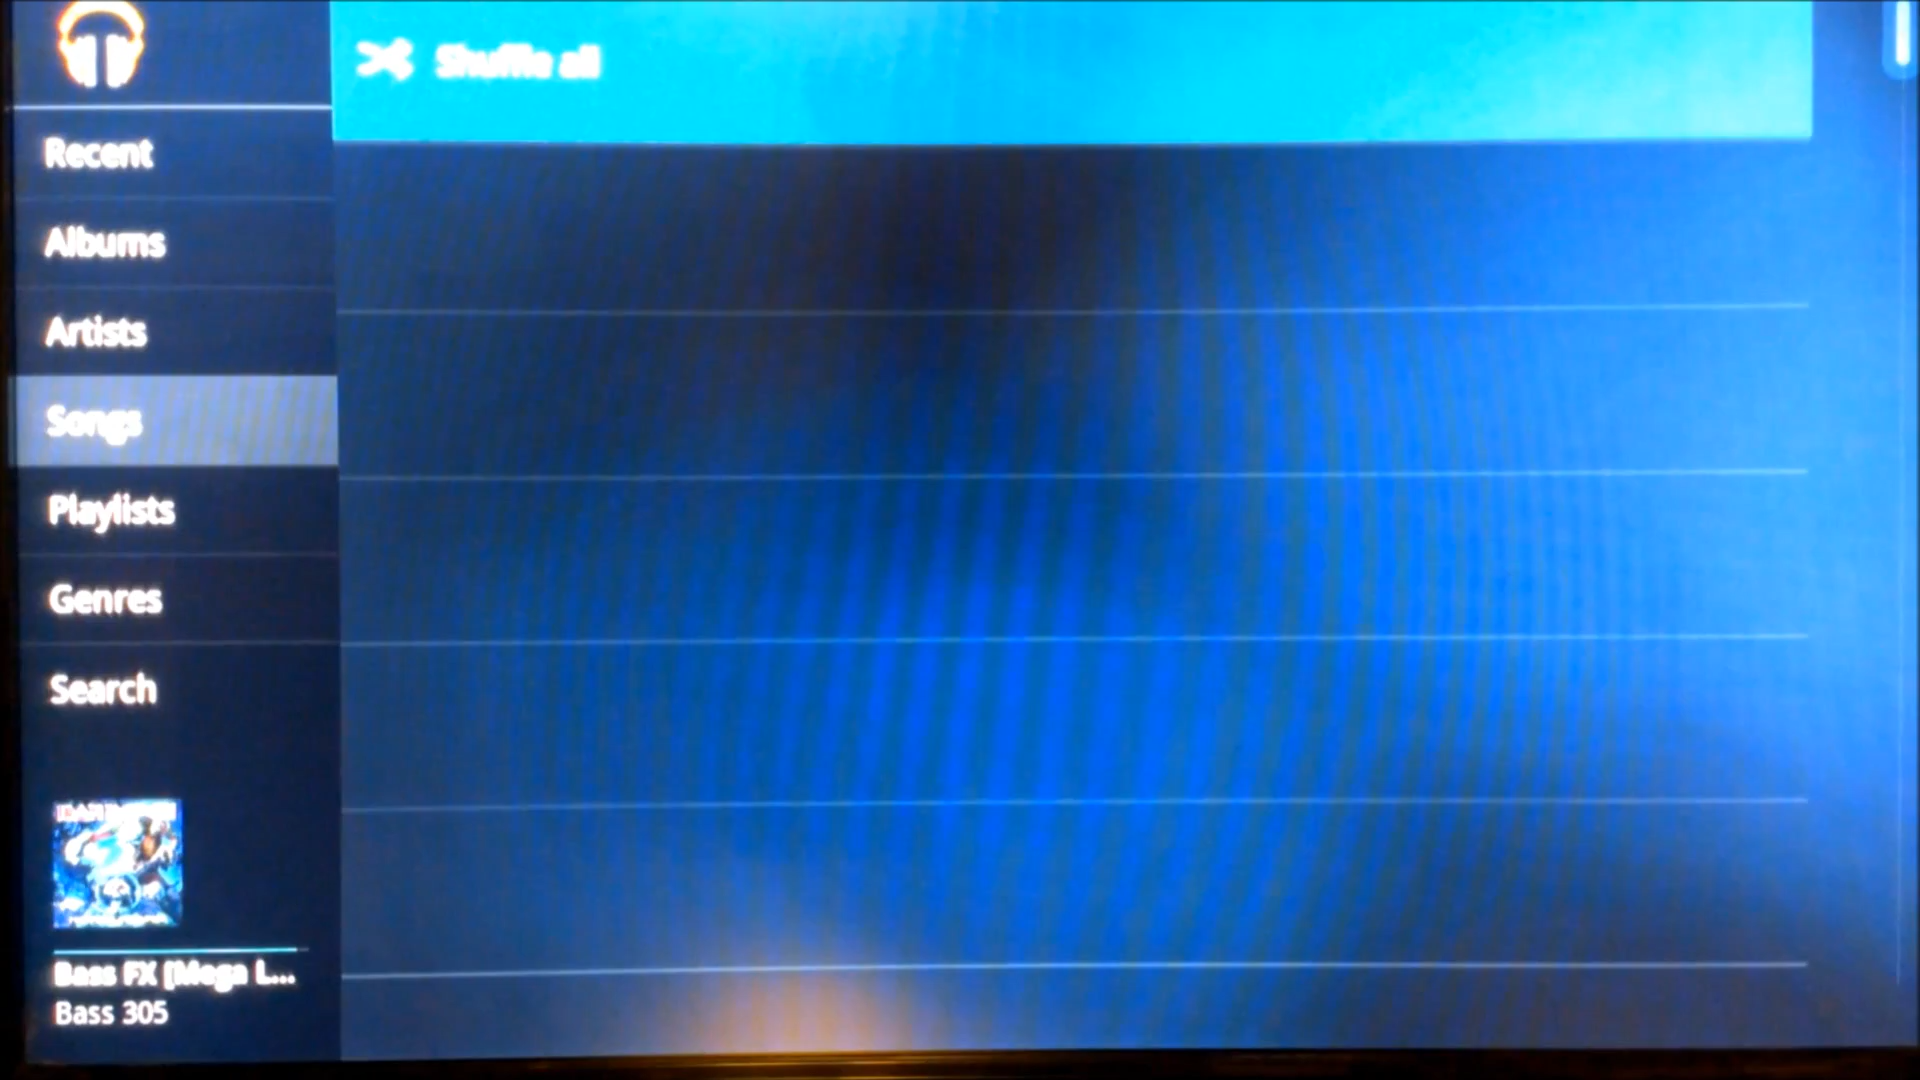 Shuffle all
Recent
Albums
Artists
Songs
Playlists
Genres
Search
Bass FX [Mega L...
Bass 305